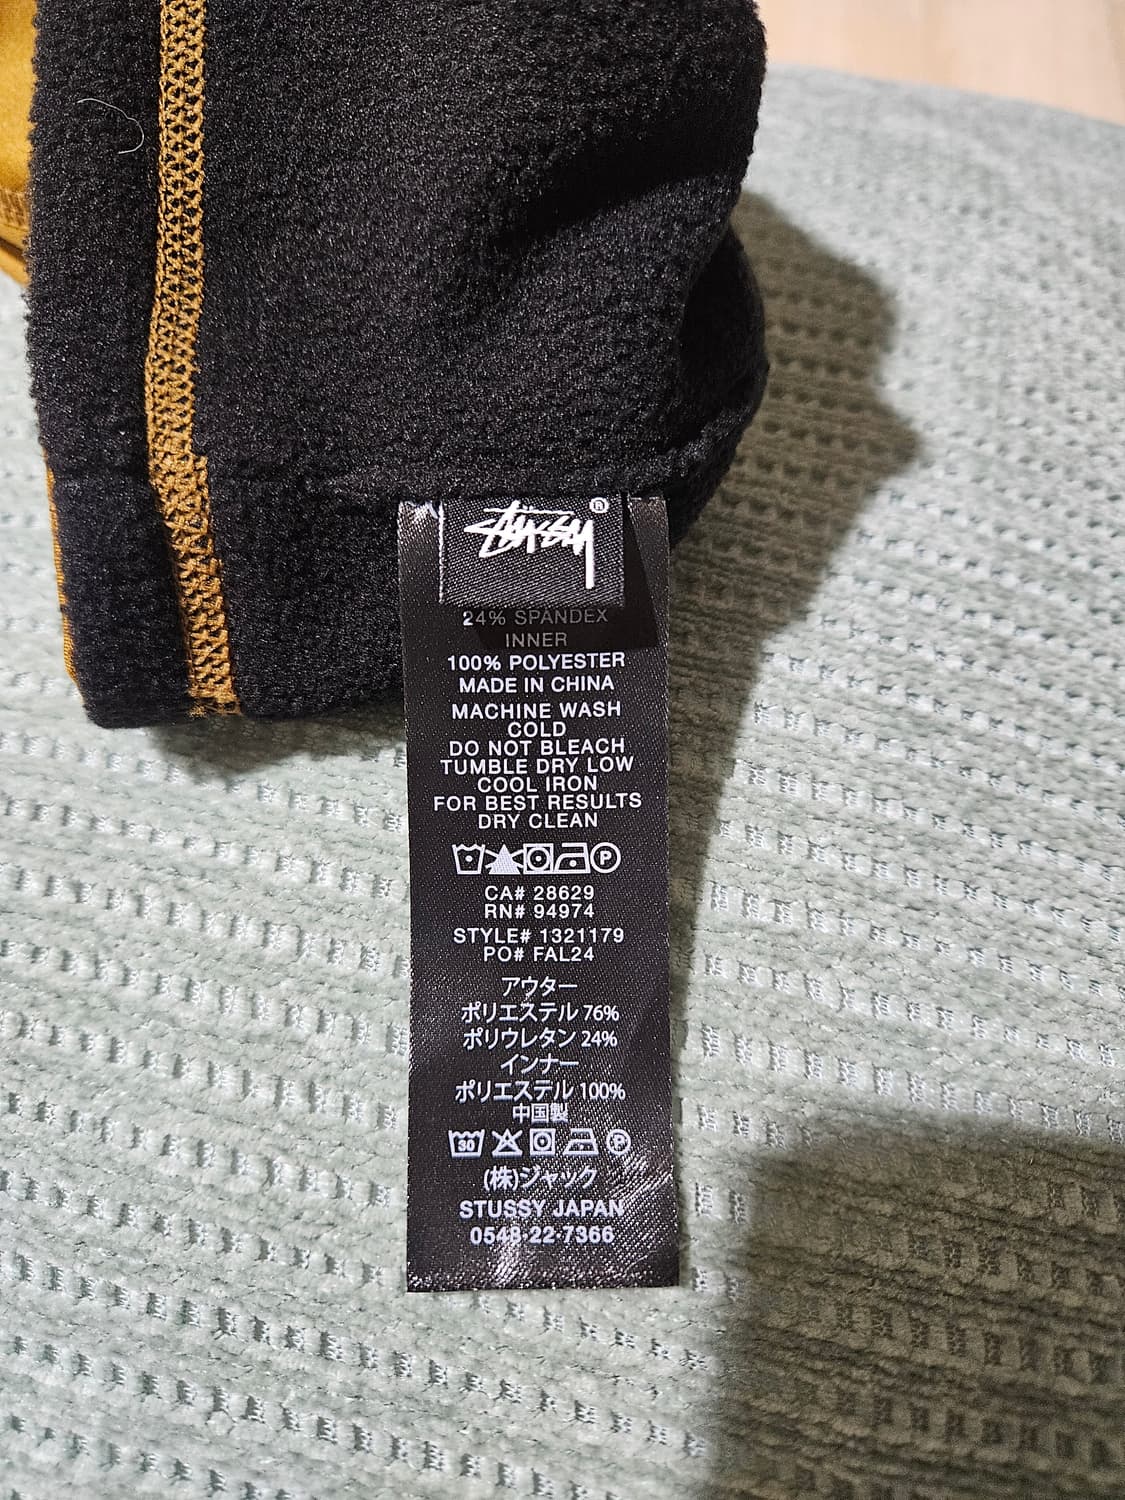 STÜSSY ®
24% SPANDEX
INNER
100% POLYESTER
MADE IN CHINA
MACHINE WASH
COLD
DO NOT BLEACH
TUMBLE DRY LOW
COOL IRON
FOR BEST RESULTS
DRY CLEAN
P
CA# 28629
RN# 94974
STYLE# 1321179
PO# FAL24
アウター
ポリエステル 76%
ポリウレタン 24%
インナー
ポリエステル 100%
中国製
30 P
(株)ジャック
STUSSY JAPAN
0548-22-7366